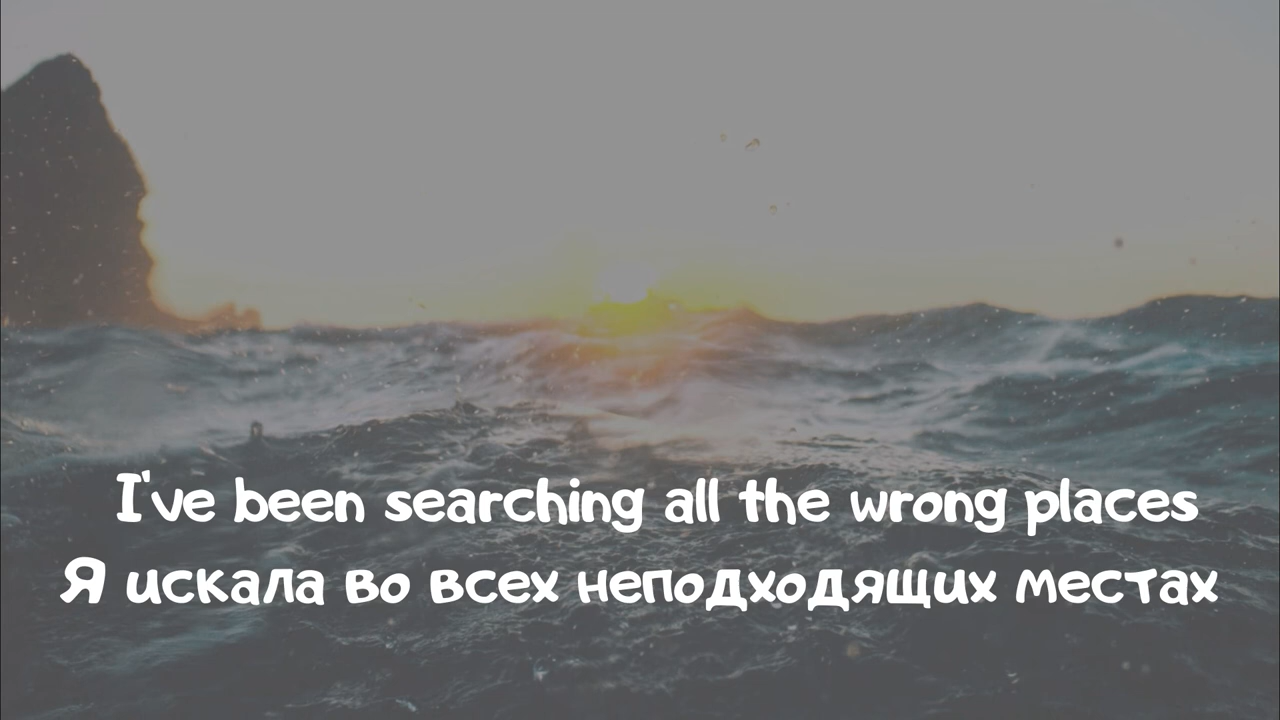 I've been searching all the wrong places
Я искала во всех неподходящих местах